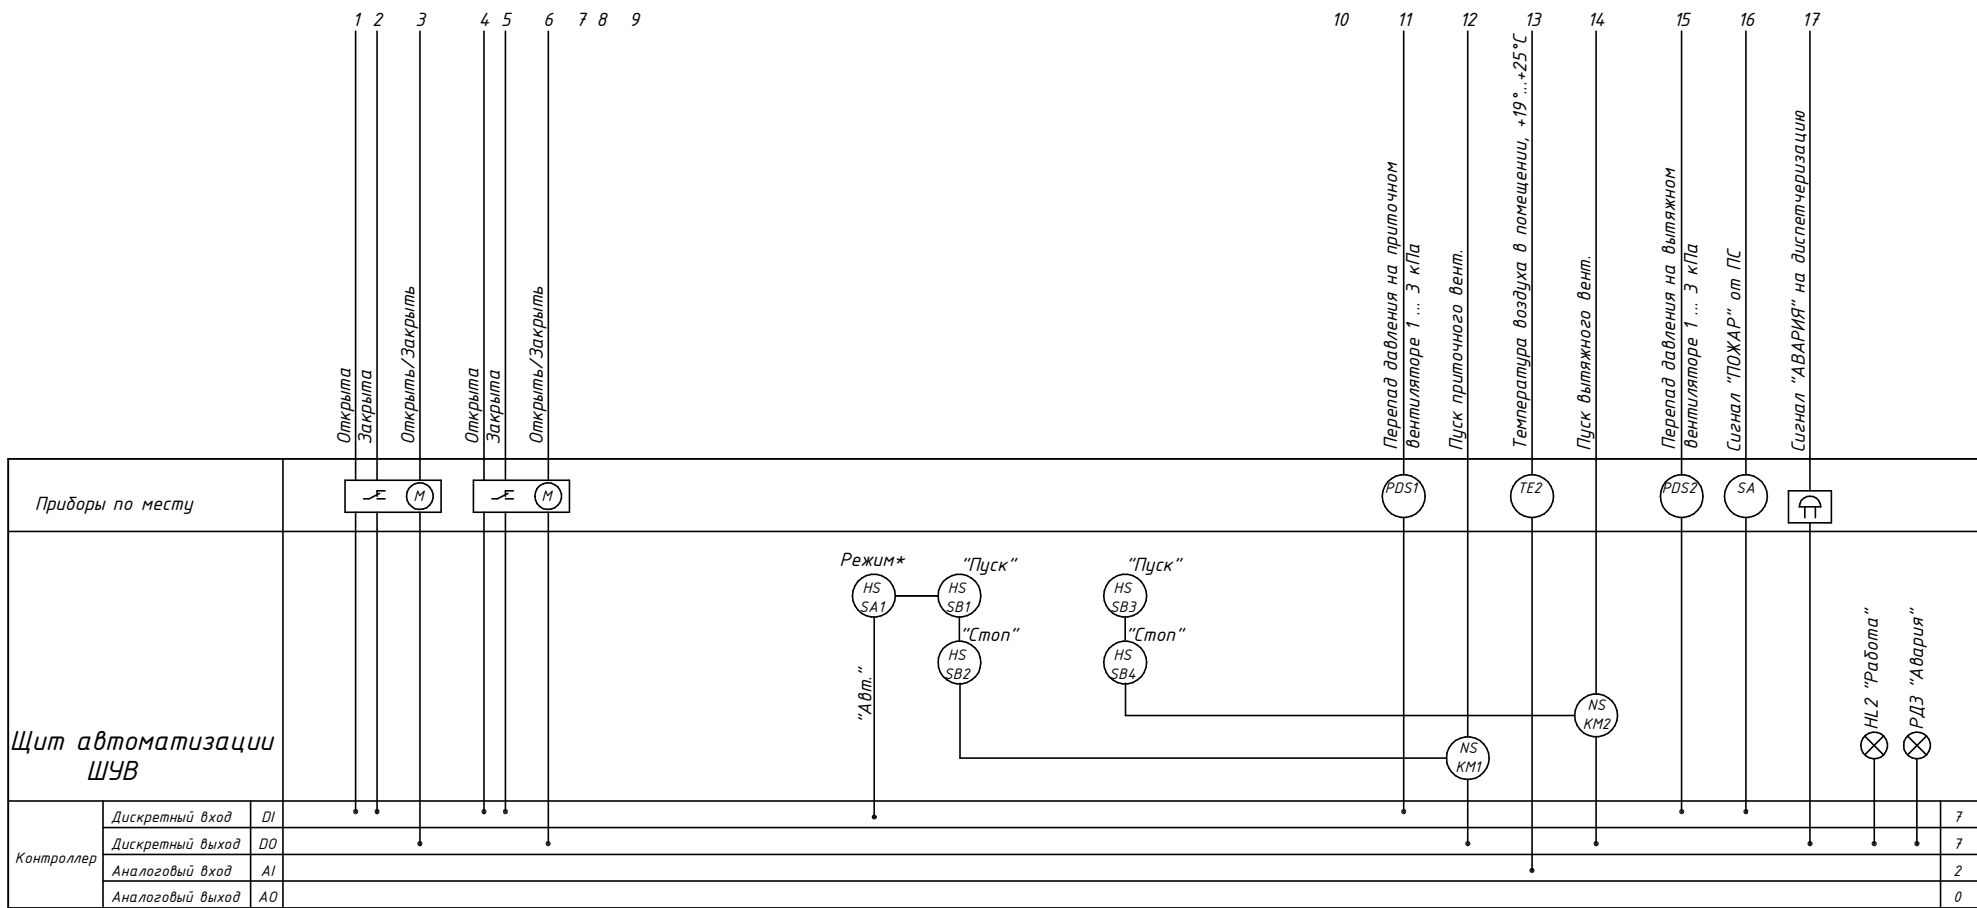 1 2 3 4 5 6 7 8 9 10 11 12 13 14 15 16 17
Открыта
Закрыта
Открыть/Закрыть
Открыта
Закрыта
Открыть/Закрыть
Перепад давления на приточном
вентиляторе 1 ... 3 кПа
Пуск приточного вент.
Температура воздуха в помещении, +19°...+25°С
Пуск вытяжного вент.
Перепад давления на вытяжном
вентиляторе 1 ... 3 кПа
Сигнал "ПОЖАР" от ПС
Сигнал "АВАРИЯ" на диспетчеризацию
Приборы по месту
M
M
PDS1
TE2
PDS2
SA
Режим*
"Пуск"
"Пуск"
HS
SA1
HS
SB1
HS
SB3
"Стоп"
"Стоп"
HS
SB2
HS
SB4
"Авт."
NS
KM2
NS
KM1
HL2 "Работа"
РДЗ "Авария"
Щит автоматизации
ШУВ
Контроллер
Дискретный вход DI 7
Дискретный выход DO 7
Аналоговый вход AI 2
Аналоговый выход AO 0